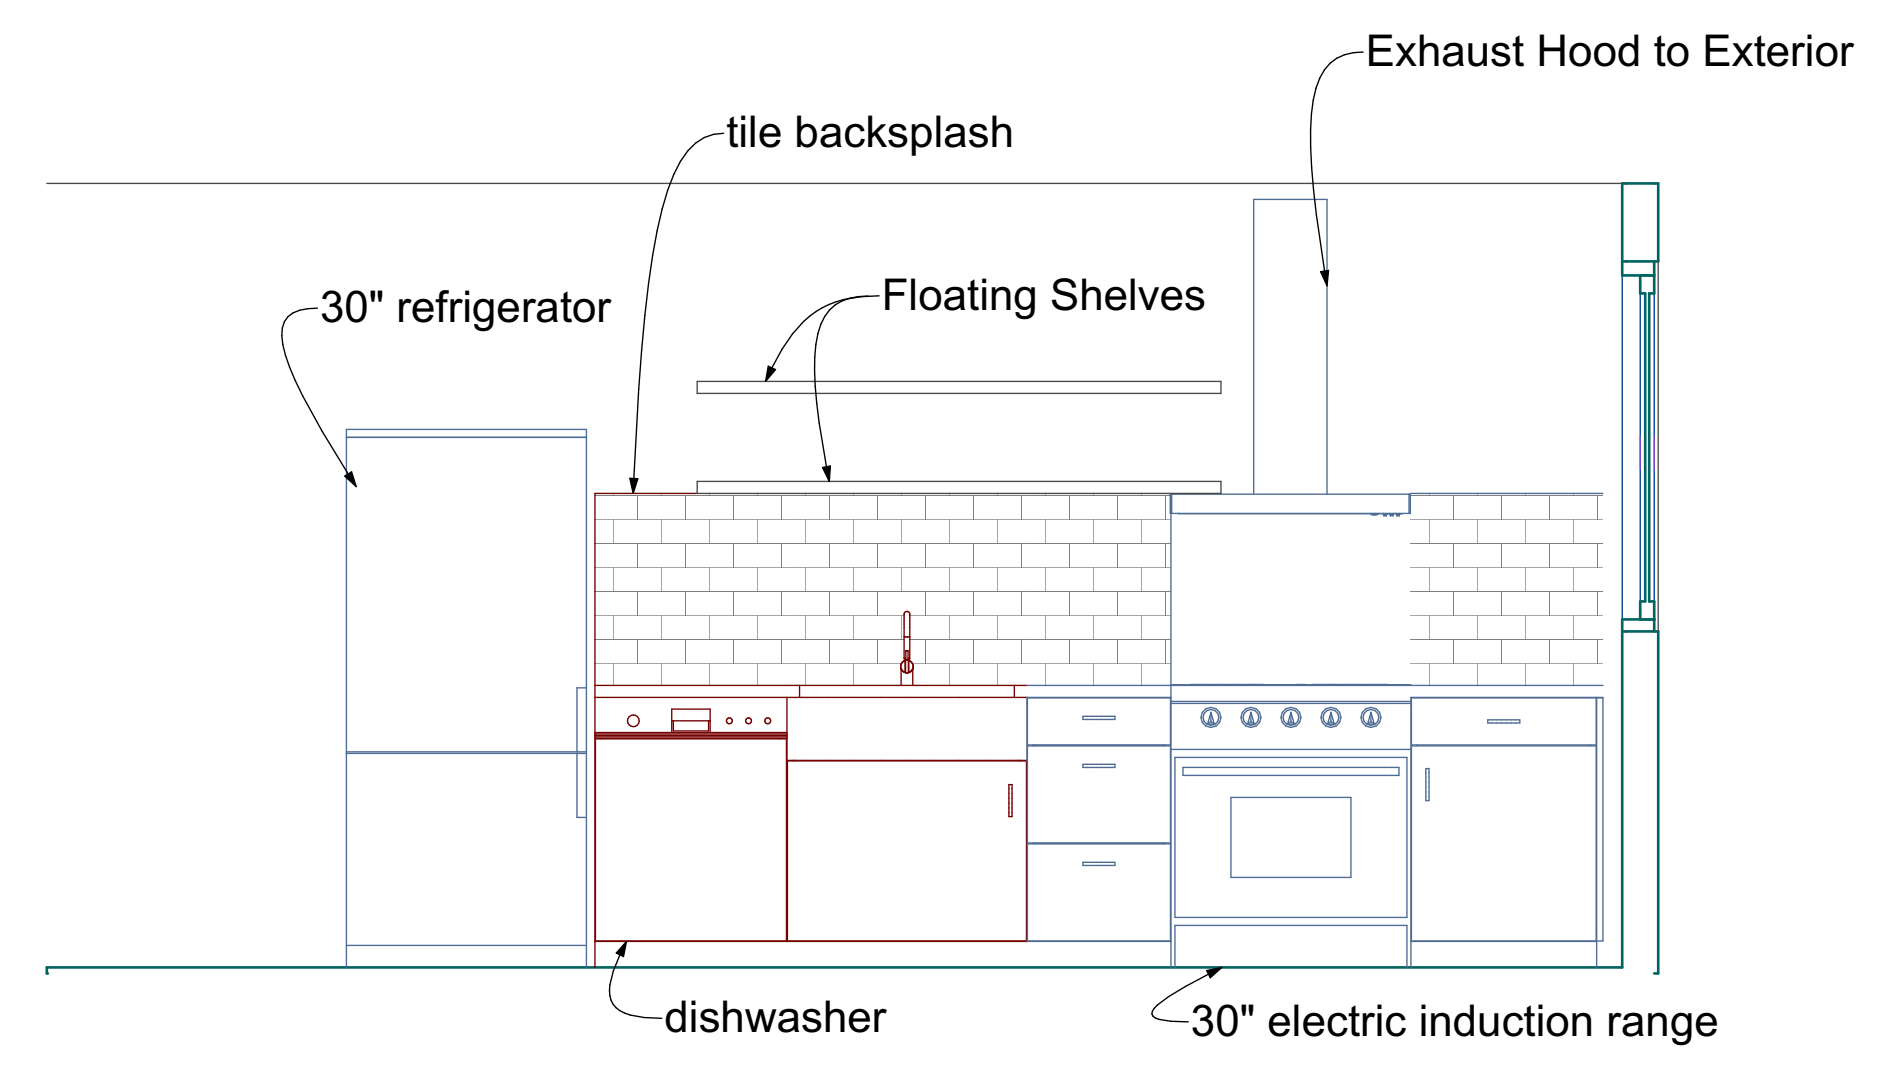 Exhaust Hood to Exterior
tile backsplash
Floating Shelves
30" refrigerator
dishwasher
30" electric induction range